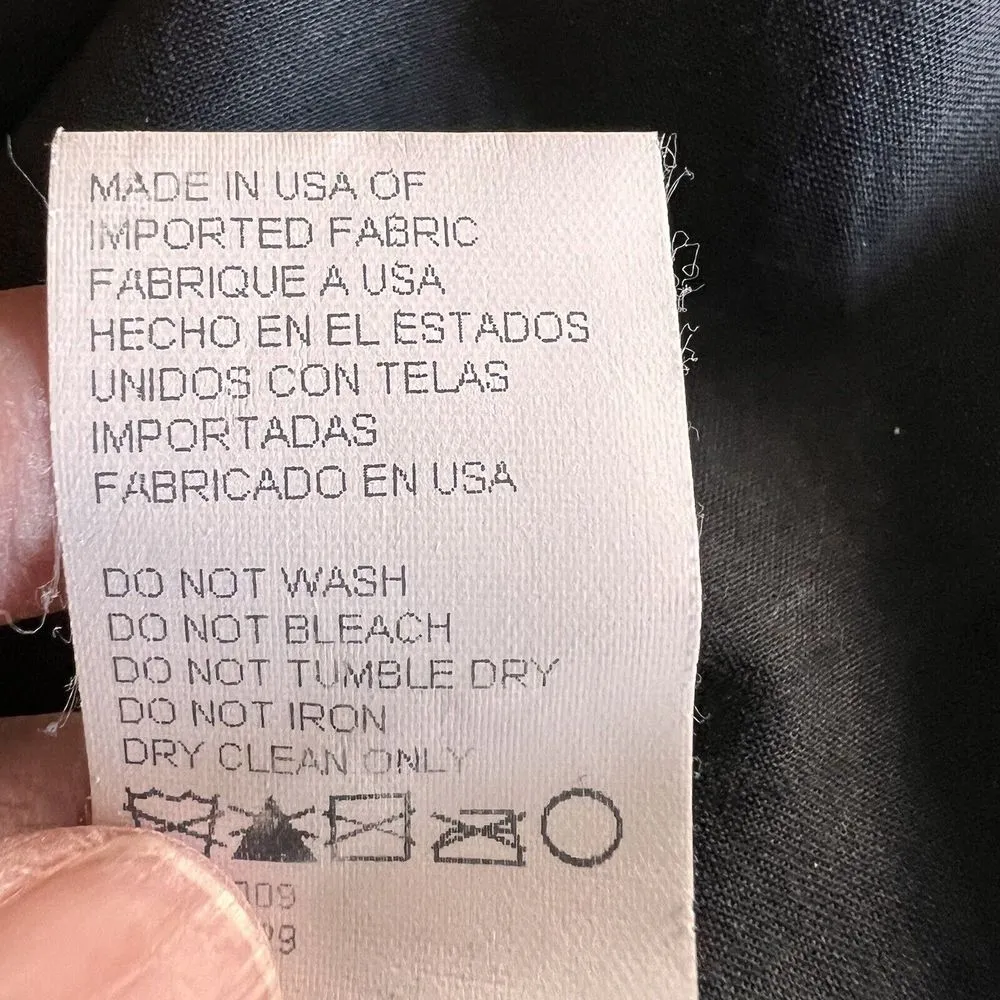 MADE IN USA OF
IMPORTED FABRIC
FABRIQUE A USA
HECHO EN EL ESTADOS
UNIDOS CON TELAS
IMPORTADAS
FABRICADO EN USA
DO NOT WASH
DO NOT BLEACH
DO NOT TUMBLE DRY
DO NOT IRON
DRY CLEAN ONLY